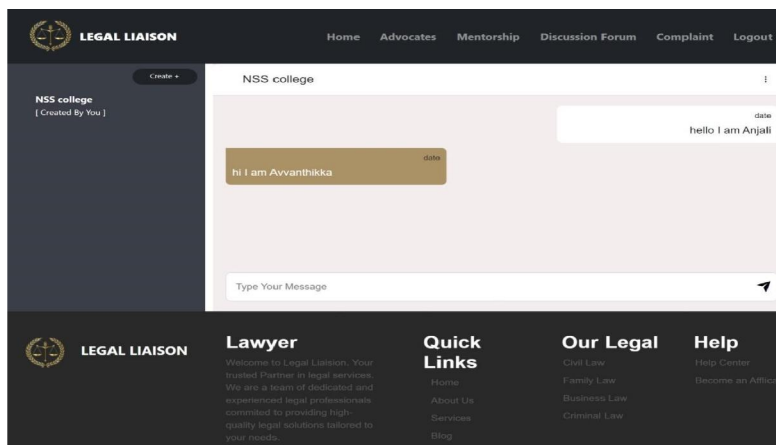 LEGAL LIAISON
Home Advocates Mentorship Discussion Forum Complaint Logout
Create +
NSS college
[ Created By You ]
NSS college
date
hello I am Anjali
date
hi I am Avvanthikka
Type Your Message
LEGAL LIAISON
Lawyer
Welcome to Legal Liaision. Your
trusted Partner in legal services.
We are a team of dedicated and
experienced legal professionals
commited to providing high-
quality legal solutions tailored to
your needs.
Quick
Links
Home
About Us
Services
Blog
Our Legal
Civil Law
Family Law
Business Law
Criminal Law
Help
Help Center
Become an